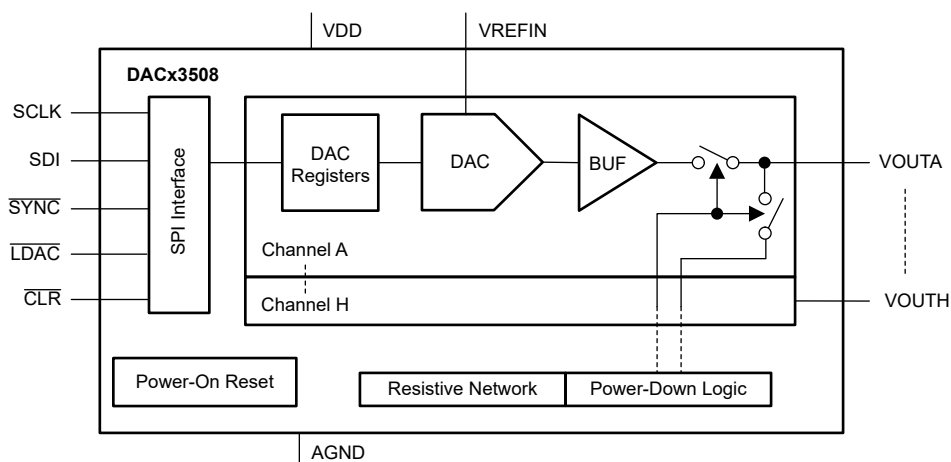 VDD
VREFIN
DACx3508
SCLK
SDI
SYNC
LDAC
CLR
SPI Interface
DAC
Registers
DAC
BUF
VOUTA
Channel A
Channel H
VOUTH
Power-On Reset
Resistive Network
Power-Down Logic
AGND